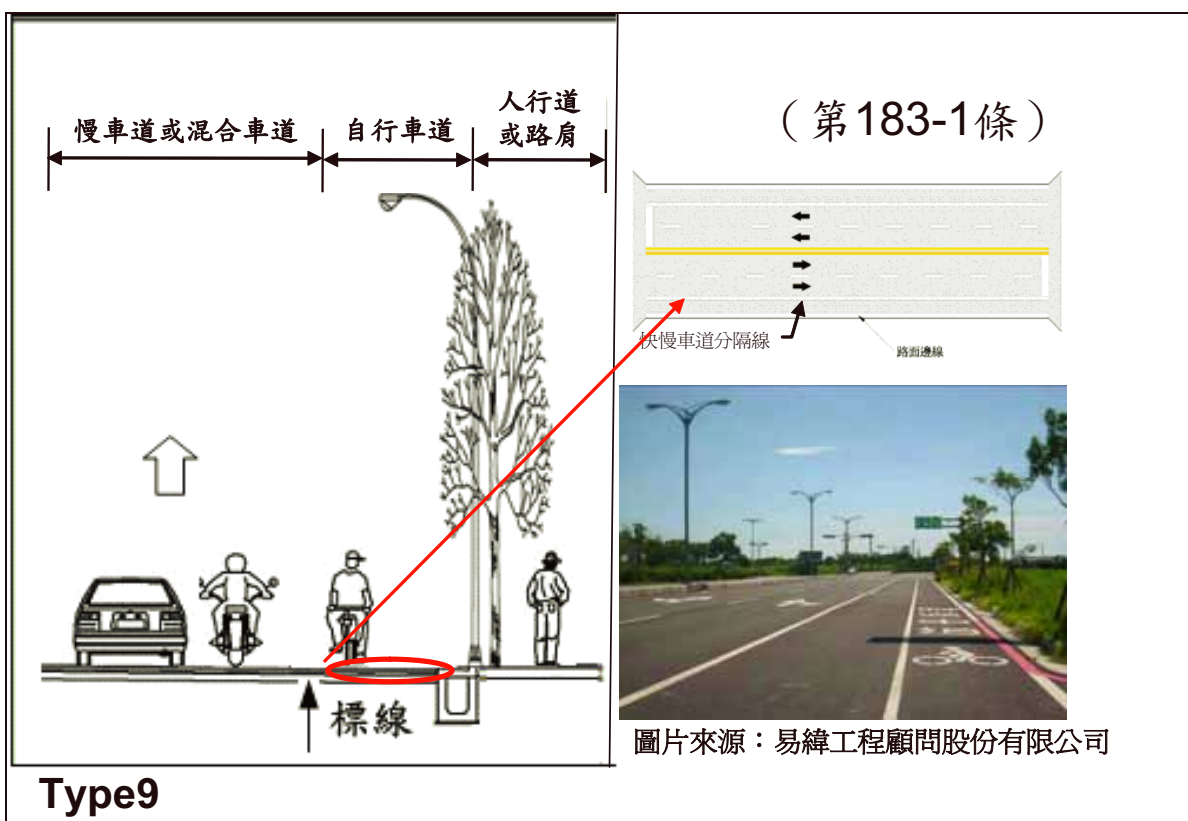 慢車道或混合車道
自行車道
人行道
或路肩
標線
Type9
（第183-1條）
快慢車道分隔線
路面邊線
圖片來源：易緯工程顧問股份有限公司